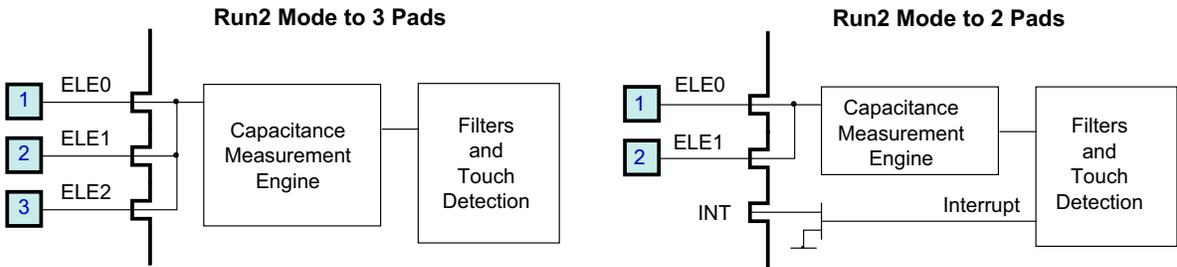 Run2 Mode to 3 Pads
1
ELE0
2
ELE1
3
ELE2
Capacitance
Measurement
Engine
Filters
and
Touch
Detection
Run2 Mode to 2 Pads
1
ELE0
2
ELE1
INT
Capacitance
Measurement
Engine
Interrupt
Filters
and
Touch
Detection